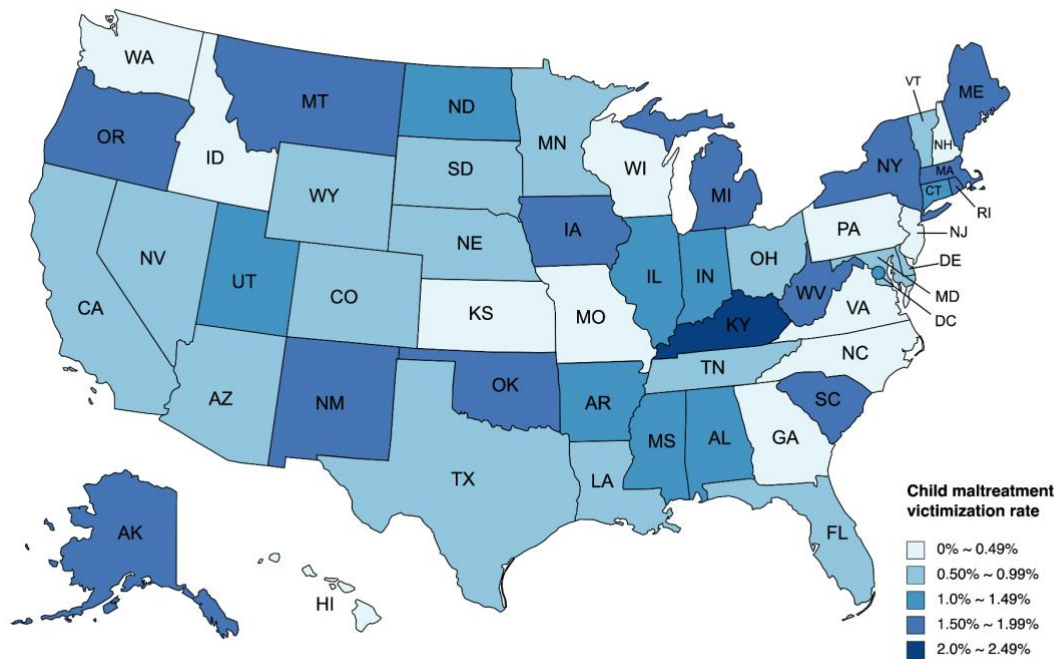 WA
MT
ND
MN
VT
ME
OR
ID
SD
WI
NY
NH
MA
WY
MI
CT
RI
IA
PA
NJ
NE
NV
OH
DE
UT
IL
IN
CO
WV
MD
CA
KS
MO
VA
KY
DC
NC
TN
OK
AZ
NM
AR
SC
MS
AL
GA
TX
LA
Child maltreatment
victimization rate
AK
FL
0% ~ 0.49%
0.50% ~ 0.99%
HI
1.0% ~ 1.49%
1.50% ~ 1.99%
2.0% ~ 2.49%